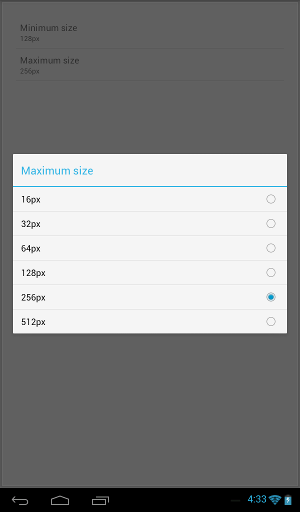 Minimum size
128px
Maximum size
256px
Maximum size
16px
32px
64px
128px
256px
512px
4:33